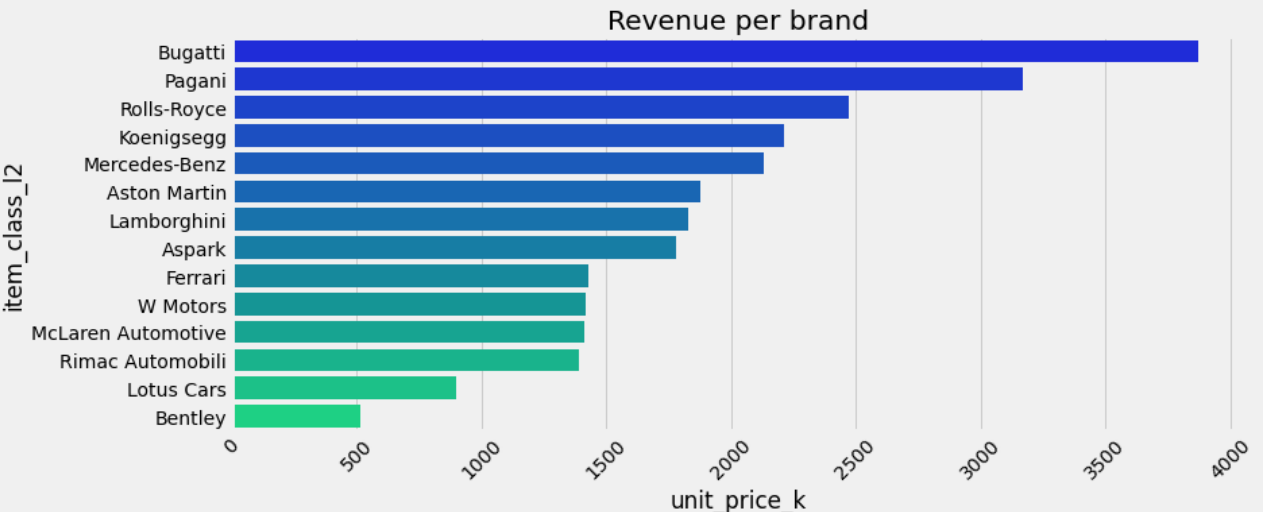 Revenue per brand
item_class_l2
Bugatti
Pagani
Rolls-Royce
Koenigsegg
Mercedes-Benz
Aston Martin
Lamborghini
Aspark
Ferrari
W Motors
McLaren Automotive
Rimac Automobili
Lotus Cars
Bentley
0
500
1000
1500
2000
2500
3000
3500
4000
unit_price_k